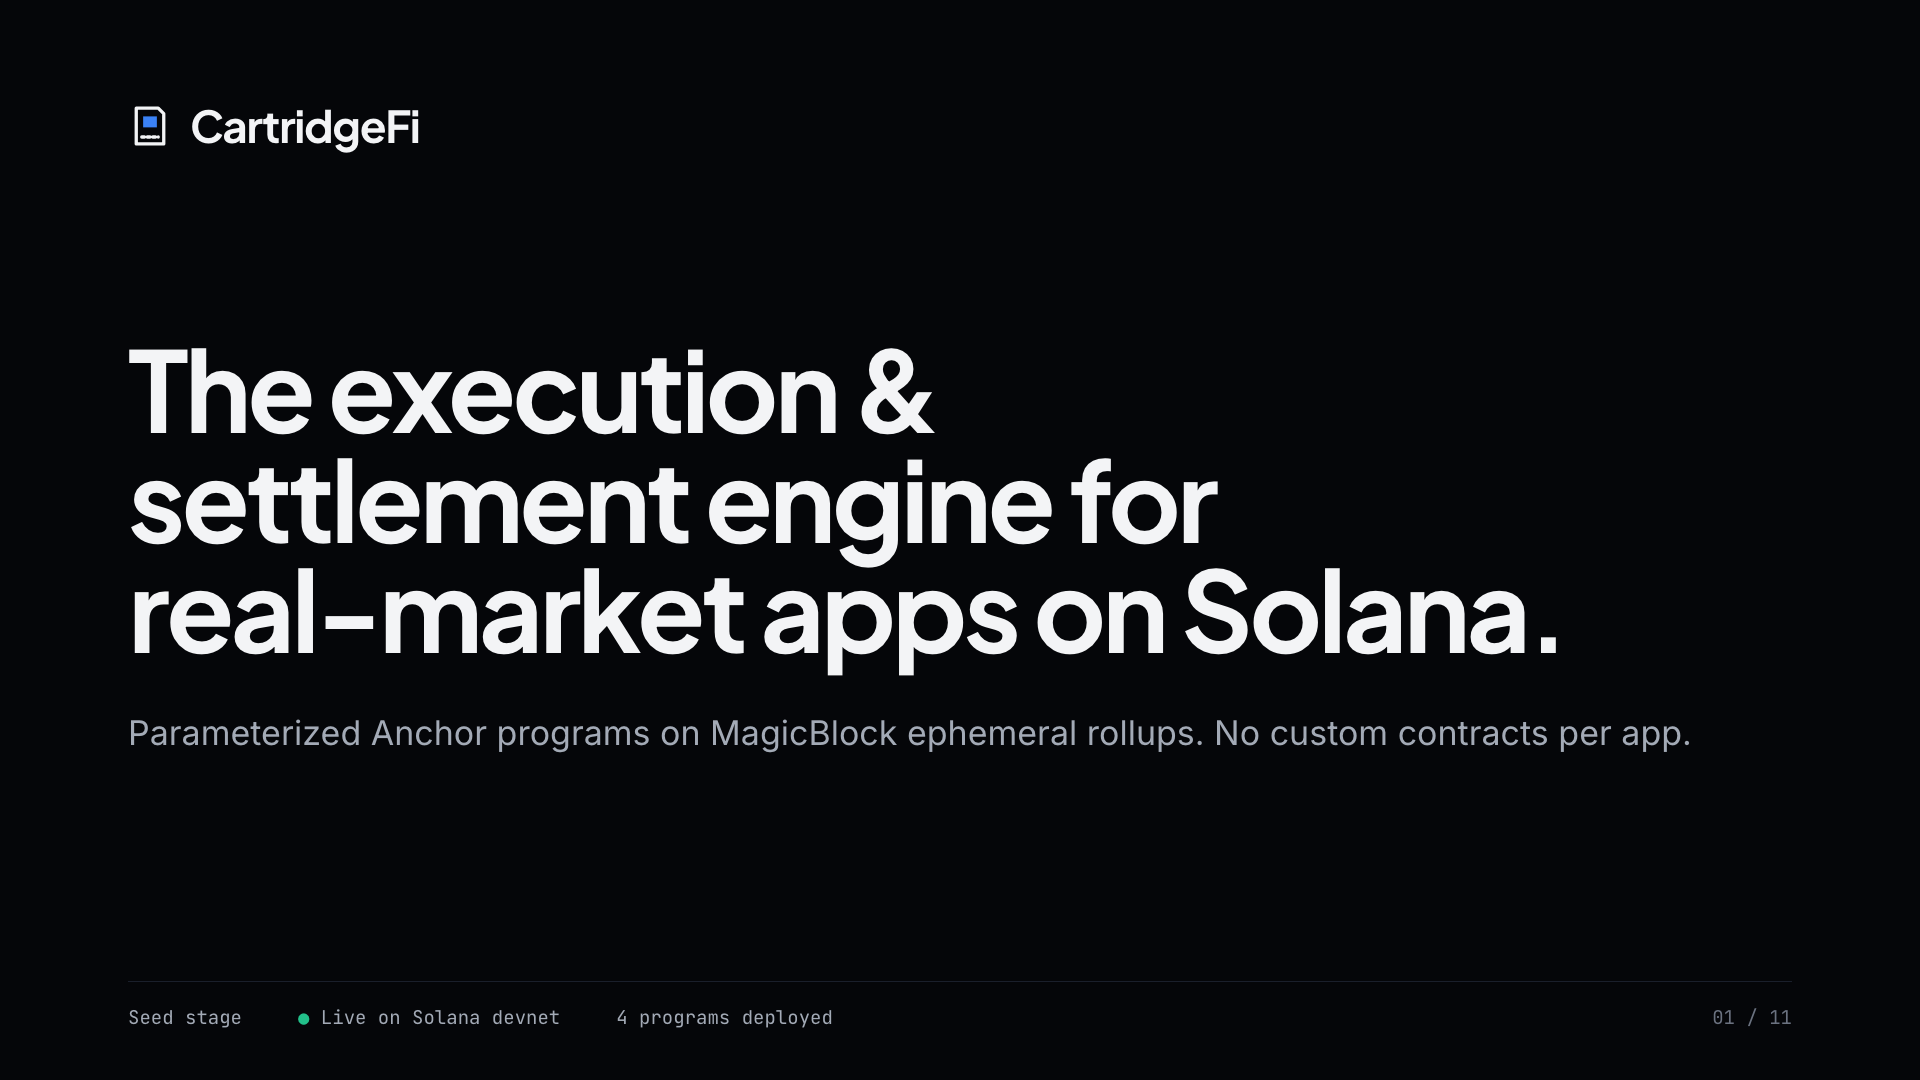 CartridgeFi
The execution &
settlement engine for
real-market apps on Solana.
Parameterized Anchor programs on MagicBlock ephemeral rollups. No custom contracts per app.
Seed stage
Live on Solana devnet
4 programs deployed
01 / 11